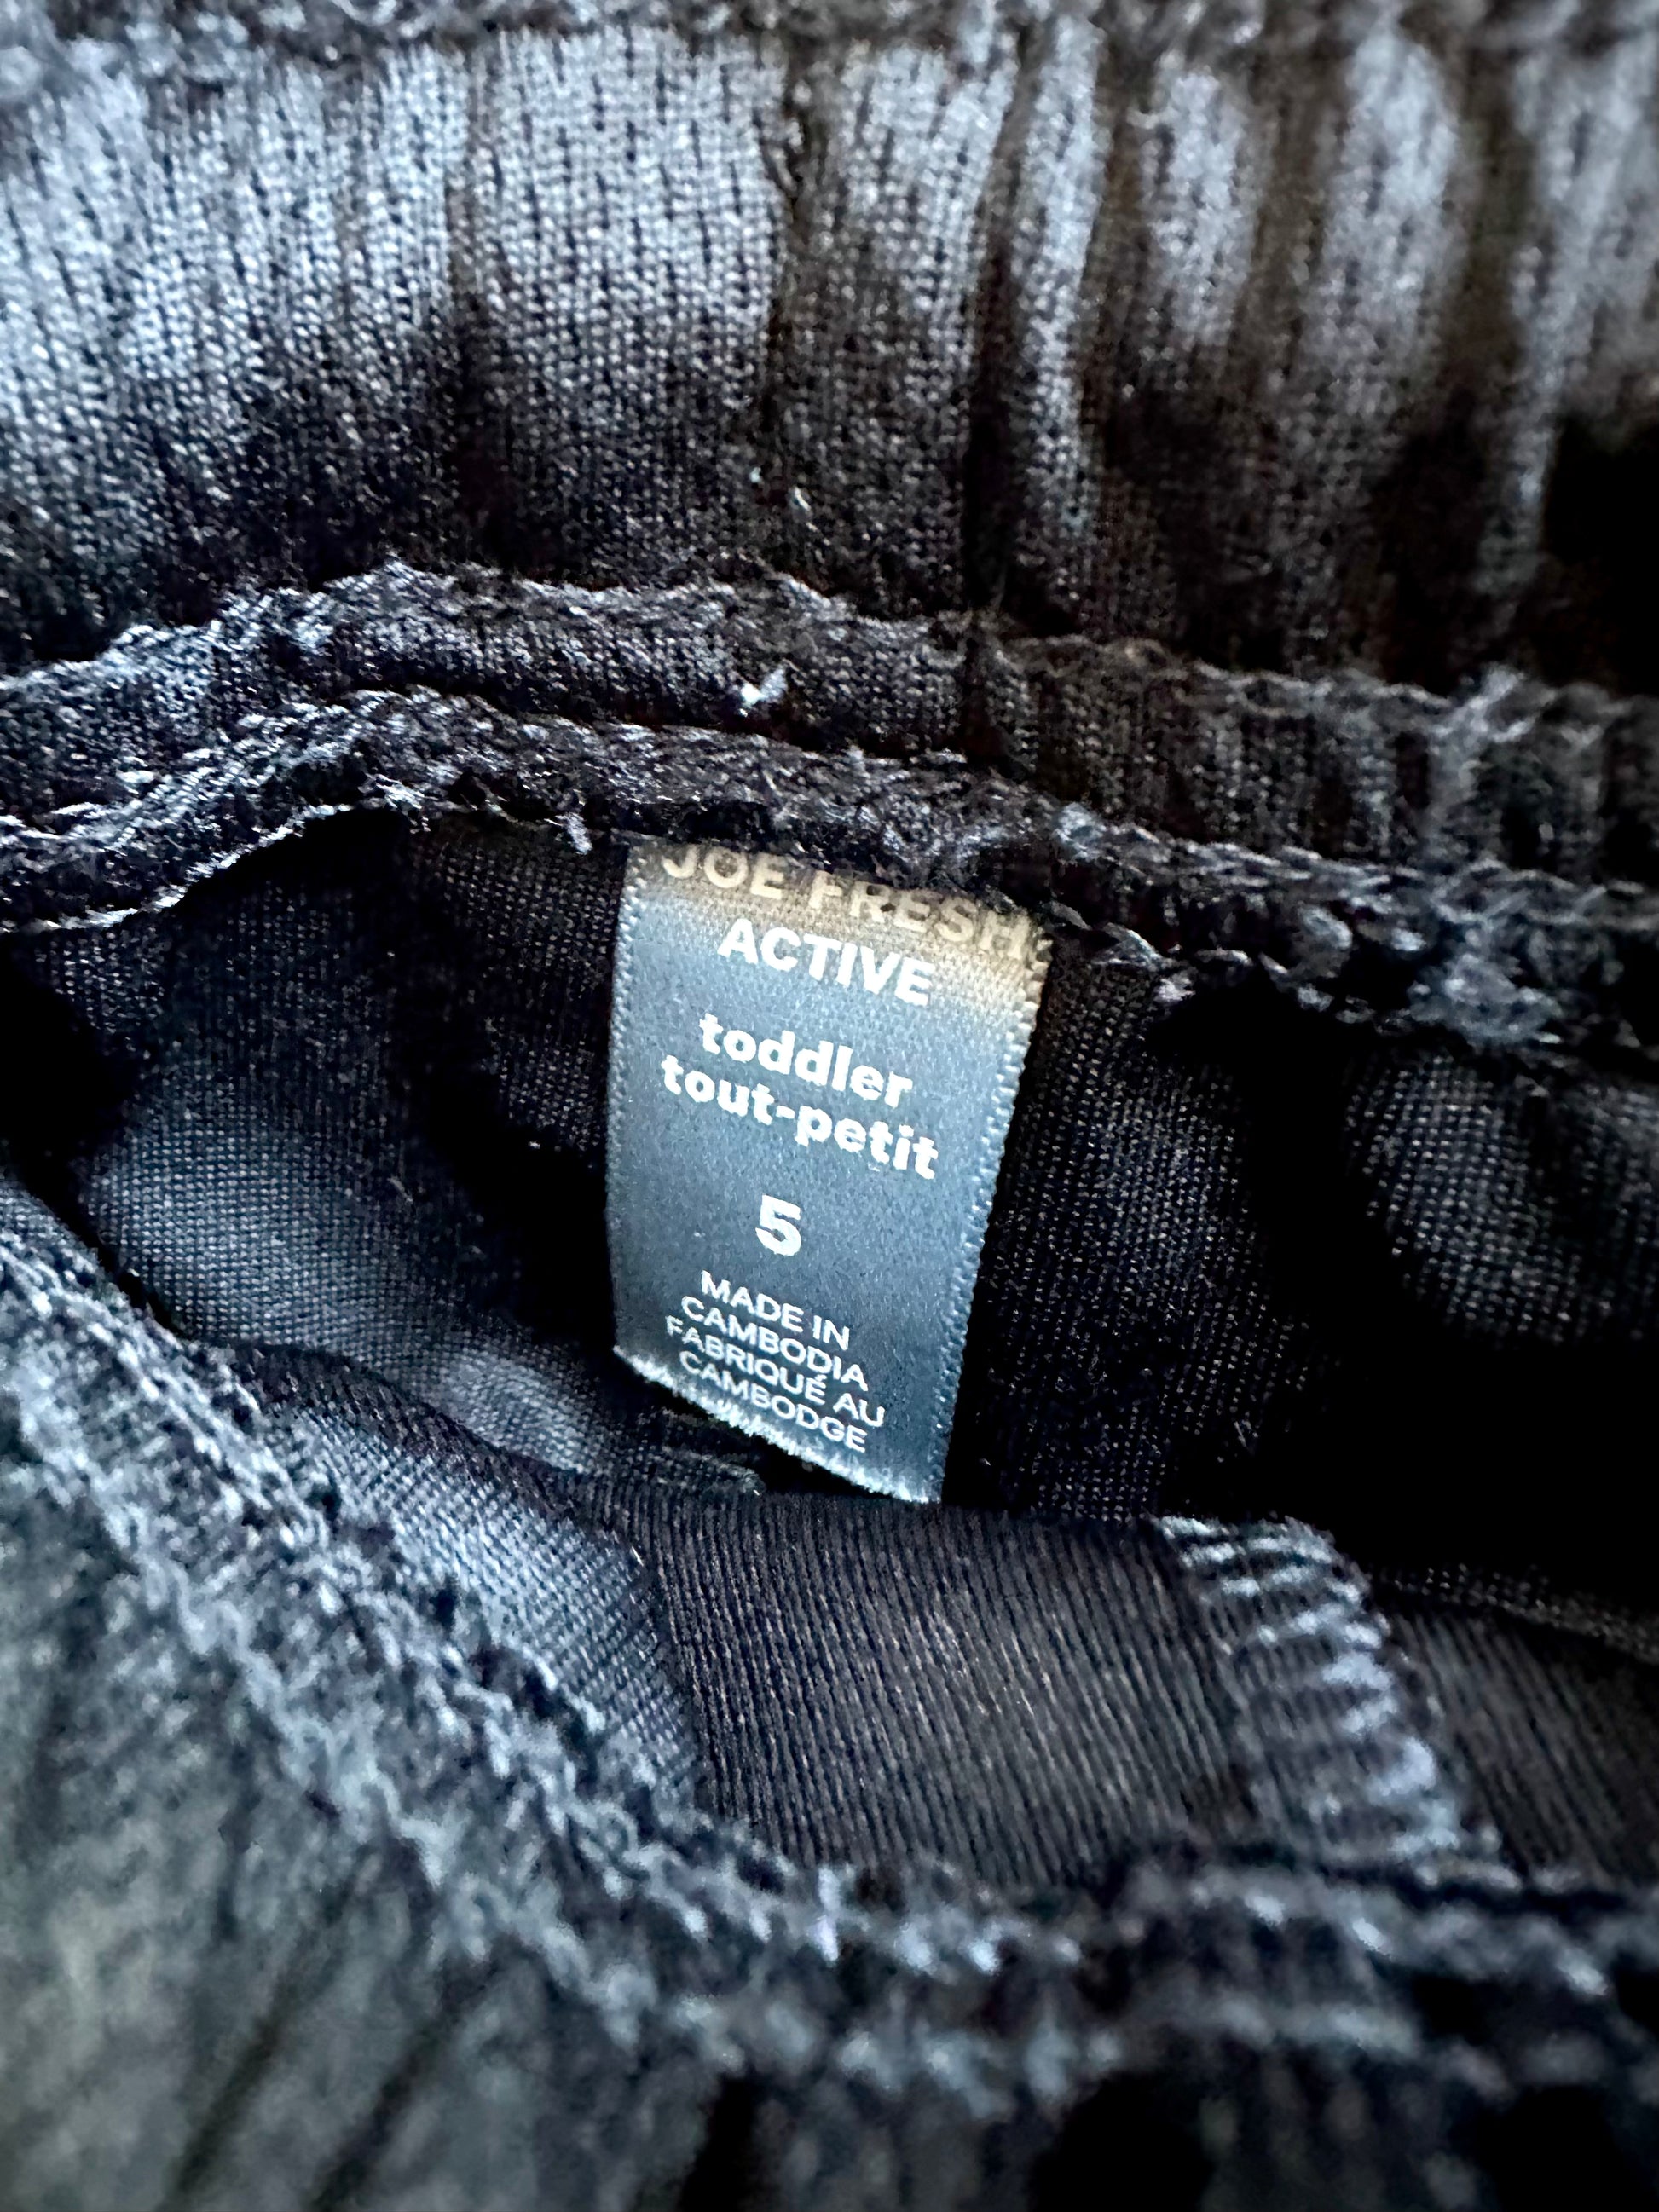 JOE FRESH
ACTIVE
toddler
tout-petit
5
MADE IN
CAMBODIA
FABRIQUÉ AU
CAMBODGE